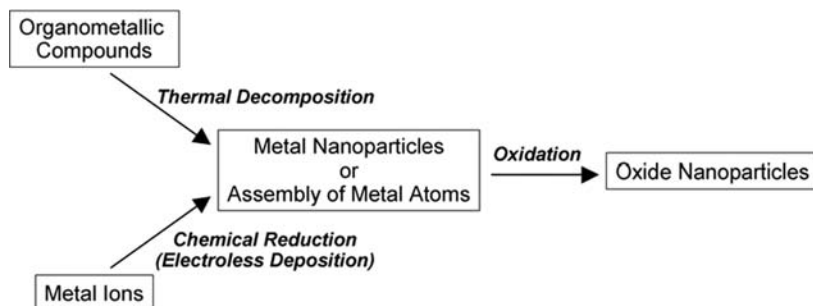 Organometallic
Compounds
Thermal Decomposition
Metal Nanoparticles
or
Assembly of Metal Atoms
Oxidation
Oxide Nanoparticles
Chemical Reduction
(Electroless Deposition)
Metal Ions